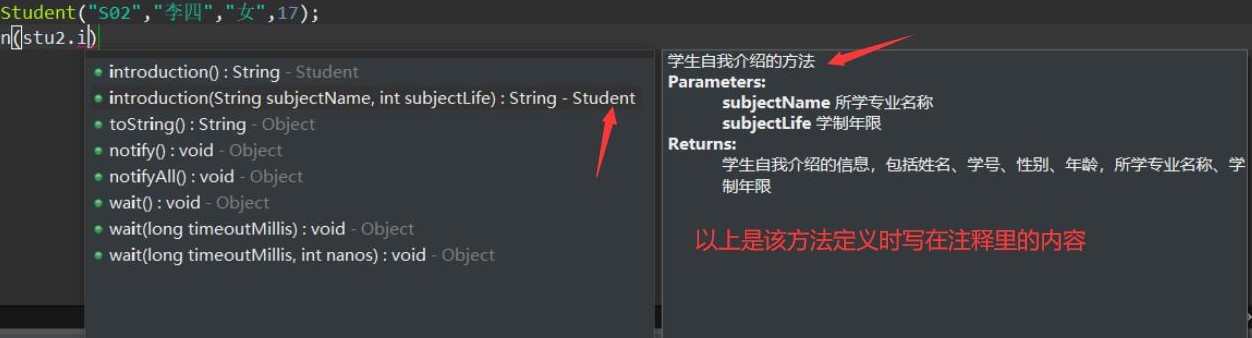 Student("S02","李四","女",17);
n(stu2.i)
introduction() : String - Student
introduction(String subjectName, int subjectLife) : String - Student
toString() : String - Object
notify() : void - Object
notifyAll() : void - Object
wait() : void - Object
wait(long timeoutMillis) : void - Object
wait(long timeoutMillis, int nanos) : void - Object
学生自我介绍的方法
Parameters:
subjectName 所学专业名称
subjectLife 学制年限
Returns:
学生自我介绍的信息，包括姓名、学号、性别、年龄，所学专业名称、学
制年限
以上是该方法定义时写在注释里的内容